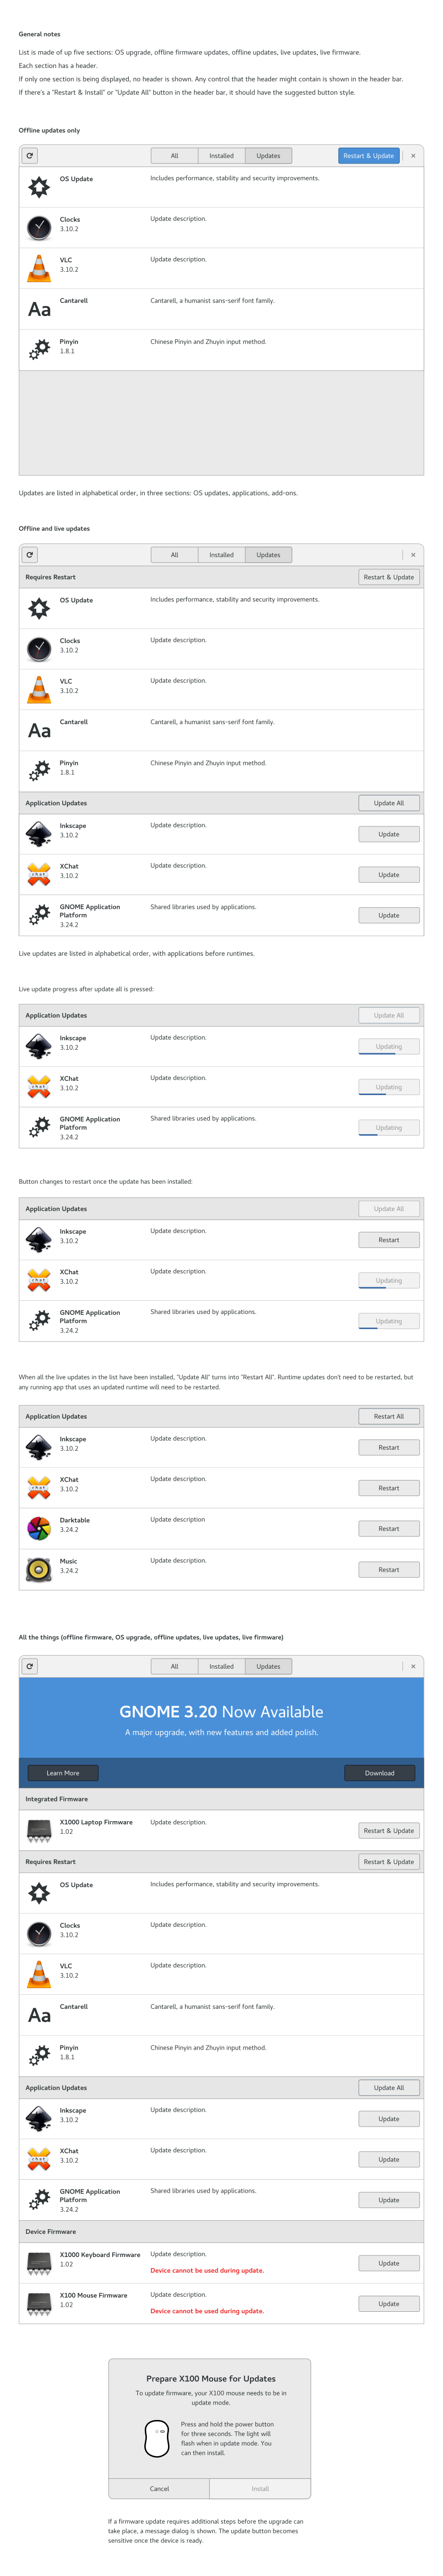 General notes
List is made of up five sections: OS upgrade, offline firmware updates, offline updates, live updates, live firmware.
Each section has a header.
If only one section is being displayed, no header is shown. Any control that the header might contain is shown in the header bar.
If there's a "Restart & Install" or "Update All" button in the header bar, it should have the suggested button style.
Offline updates only
All Installed Updates Restart & Update
OS Update Includes performance, stability and security improvements.
Clocks Update description.
3.10.2
VLC Update description.
3.10.2
Aa Cantarell Cantarell, a humanist sans-serif font family.
Pinyin Chinese Pinyin and Zhuyin input method.
1.8.1
Updates are listed in alphabetical order, in three sections: OS updates, applications, add-ons.
Offline and live updates
All Installed Updates
Requires Restart Restart & Update
OS Update Includes performance, stability and security improvements.
Clocks Update description.
3.10.2
VLC Update description.
3.10.2
Aa Cantarell Cantarell, a humanist sans-serif font family.
Pinyin Chinese Pinyin and Zhuyin input method.
1.8.1
Application Updates Update All
Inkscape Update description.
3.10.2 Update
XChat Update description.
3.10.2 Update
GNOME Application Shared libraries used by applications.
Platform Update
3.24.2
Live updates are listed in alphabetical order, with applications before runtimes.
Live update progress after update all is pressed:
Application Updates Update All
Inkscape Update description.
3.10.2 Updating
XChat Update description.
3.10.2 Updating
GNOME Application Shared libraries used by applications.
Platform Updating
3.24.2
Button changes to restart once the update has been installed:
Application Updates Update All
Inkscape Update description.
3.10.2 Restart
XChat Update description.
3.10.2 Updating
GNOME Application Shared libraries used by applications.
Platform Updating
3.24.2
When all the live updates in the list have been installed, "Update All" turns into "Restart All". Runtime updates don't need to be restarted, but
any running app that uses an updated runtime will need to be restarted.
Application Updates Restart All
Inkscape Update description.
3.10.2 Restart
XChat Update description.
3.10.2 Restart
Darktable Update description
3.24.2 Restart
Music Update description.
3.24.2 Restart
All the things (offline firmware, OS upgrade, offline updates, live updates, live firmware)
All Installed Updates
GNOME 3.20 Now Available
A major upgrade, with new features and added polish.
Learn More Download
Integrated Firmware
X1000 Laptop Firmware Update description.
1.02 Restart & Update
Requires Restart Restart & Update
OS Update Includes performance, stability and security improvements.
Clocks Update description.
3.10.2
VLC Update description.
3.10.2
Aa Cantarell Cantarell, a humanist sans-serif font family.
Pinyin Chinese Pinyin and Zhuyin input method.
1.8.1
Application Updates Update All
Inkscape Update description.
3.10.2 Update
XChat Update description.
3.10.2 Update
GNOME Application Shared libraries used by applications.
Platform Update
3.24.2
Device Firmware
X1000 Keyboard Firmware Update description.
1.02 Update
Device cannot be used during update.
X100 Mouse Firmware Update description.
1.02 Update
Device cannot be used during update.
Prepare X100 Mouse for Updates
To update firmware, your X100 mouse needs to be in
update mode.
Press and hold the power button
for three seconds. The light will
flash when in update mode. You
can then install.
Cancel Install
If a firmware update requires additional steps before the upgrade can
take place, a message dialog is shown. The update button becomes
sensitive once the device is ready.